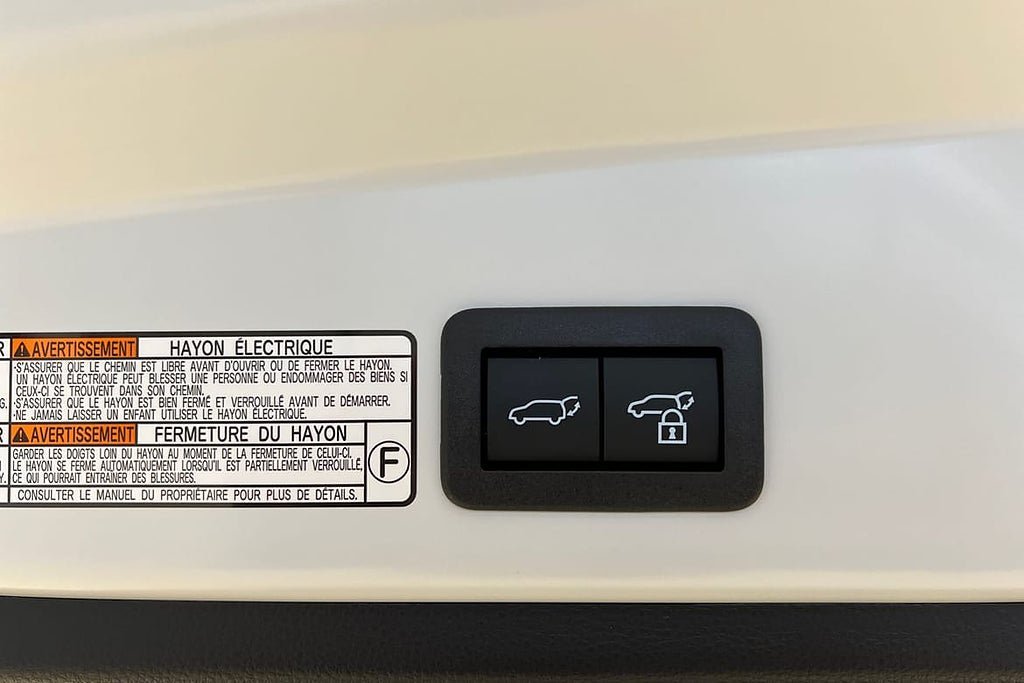 R
AVERTISSEMENT HAYON ÉLECTRIQUE
·S'ASSURER QUE LE CHEMIN EST LIBRE AVANT D'OUVRIR OU DE FERMER LE HAYON.
UN HAYON ÉLECTRIQUE PEUT BLESSER UNE PERSONNE OU ENDOMMAGER DES BIENS SI
CEUX-CI SE TROUVENT DANS SON CHEMIN.
G. ·S'ASSURER QUE LE HAYON EST BIEN FERMÉ ET VERROUILLÉ AVANT DE DÉMARRER.
·NE JAMAIS LAISSER UN ENFANT UTILISER LE HAYON ÉLECTRIQUE.
R
AVERTISSEMENT FERMETURE DU HAYON
GARDER LES DOIGTS LOIN DU HAYON AU MOMENT DE LA FERMETURE DE CELUI-CI.
LE HAYON SE FERME AUTOMATIQUEMENT LORSQU'IL EST PARTIELLEMENT VERROUILLÉ,
Y. CE QUI POURRAIT ENTRAÎNER DES BLESSURES.
CONSULTER LE MANUEL DU PROPRIÉTAIRE POUR PLUS DE DÉTAILS.
F